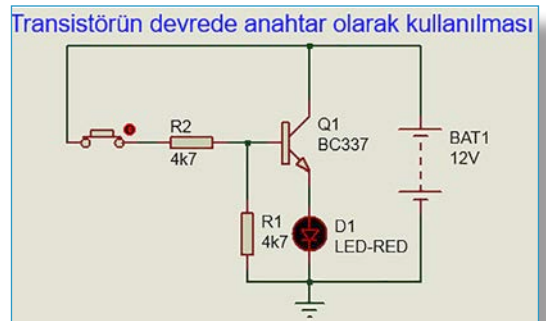 Transistörün devrede anahtar olarak kullanılması
R2
4k7
Q1
BC337
BAT1
12V
R1
4k7
D1
LED-RED